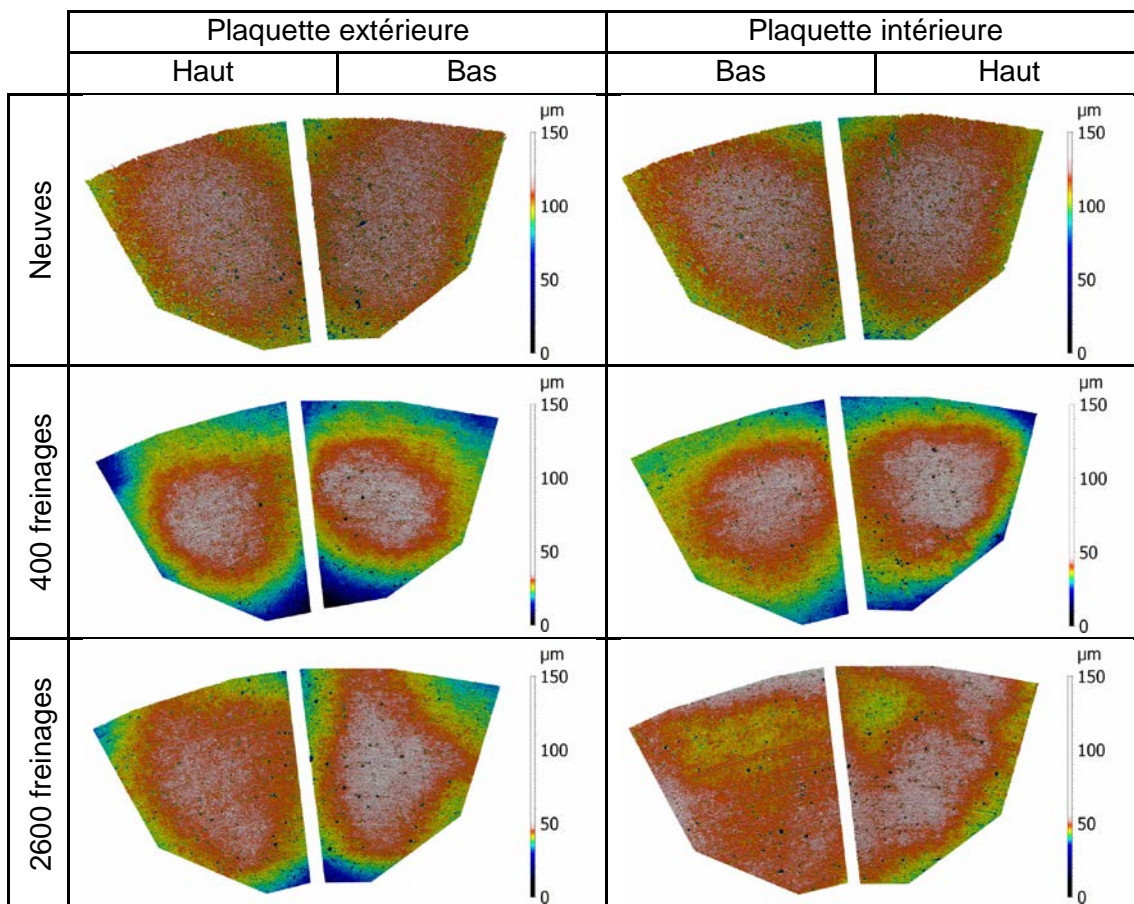 Plaquette extérieure Plaquette intérieure
Haut Bas Bas Haut
Neuves
µm µm
150 150
100 100
50 50
0 0
400 freinages
µm µm
150 150
100 100
50 50
0 0
2600 freinages
µm µm
150 150
100 100
50 50
0 0